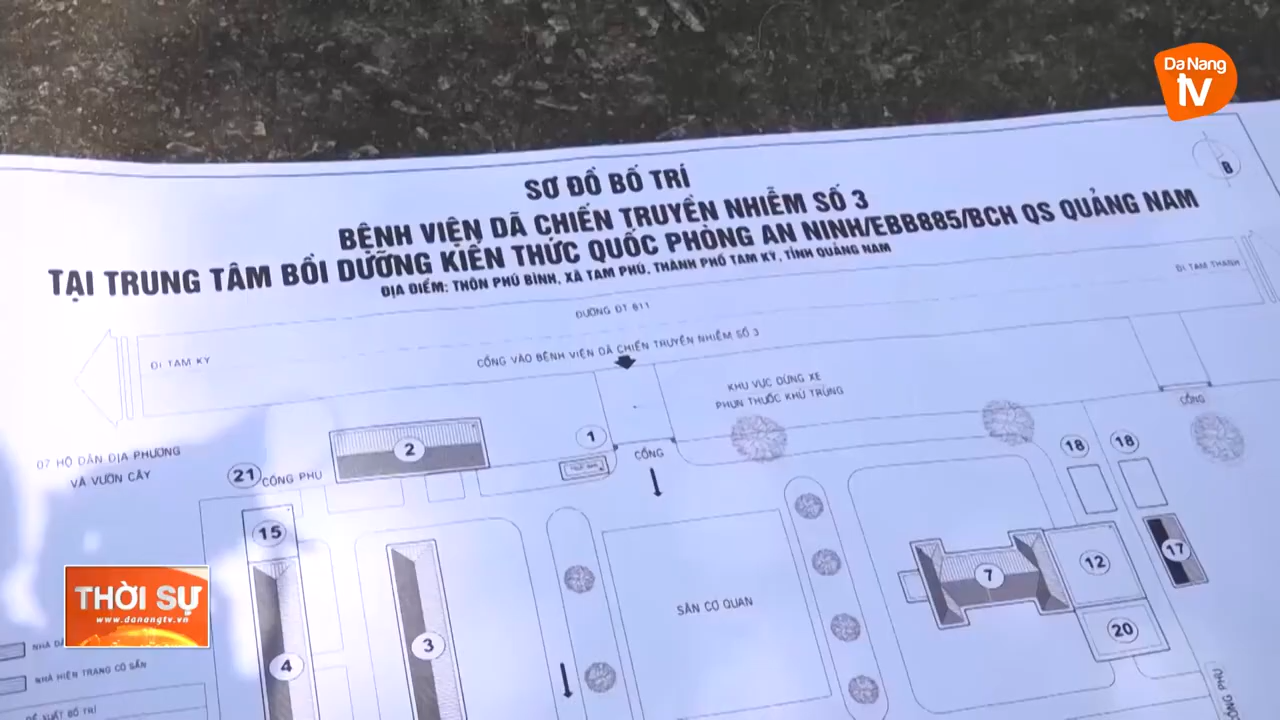 Da Nang
tv
B
SƠ ĐỒ BỐ TRÍ
BỆNH VIỆN DÃ CHIẾN TRUYỀN NHIỄM SỐ 3
TẠI TRUNG TÂM BỒI DƯỠNG KIẾN THỨC QUỐC PHÒNG AN NINH/EBB885/BCH QS QUẢNG NAM
ĐỊA ĐIỂM: THÔN PHÚ BÌNH, XÃ TAM PHÚ, THÀNH PHỐ TAM KỲ, TỈNH QUẢNG NAM
ĐI TAM THANH
ĐƯỜNG ĐT 611
ĐI TAM KỲ
CỔNG VÀO BỆNH VIỆN DÃ CHIẾN TRUYỀN NHIỄM SỐ 3
KHU VỰC DỪNG XE
PHUN THUỐC KHỬ TRÙNG
CỔNG
07 HỘ DÂN ĐỊA PHƯƠNG
VÀ VƯỜN CÂY
21 CỔNG PHỤ
2
1
CỔNG
18
18
15
17
12
7
20
SÂN CƠ QUAN
3
4
THỜI SỰ
www.danangtv.vn
NHÀ
NHÀ HIỆN TRẠNG CÓ SẴN
ĐỀ XUẤT BỐ TRÍ
PHỤ